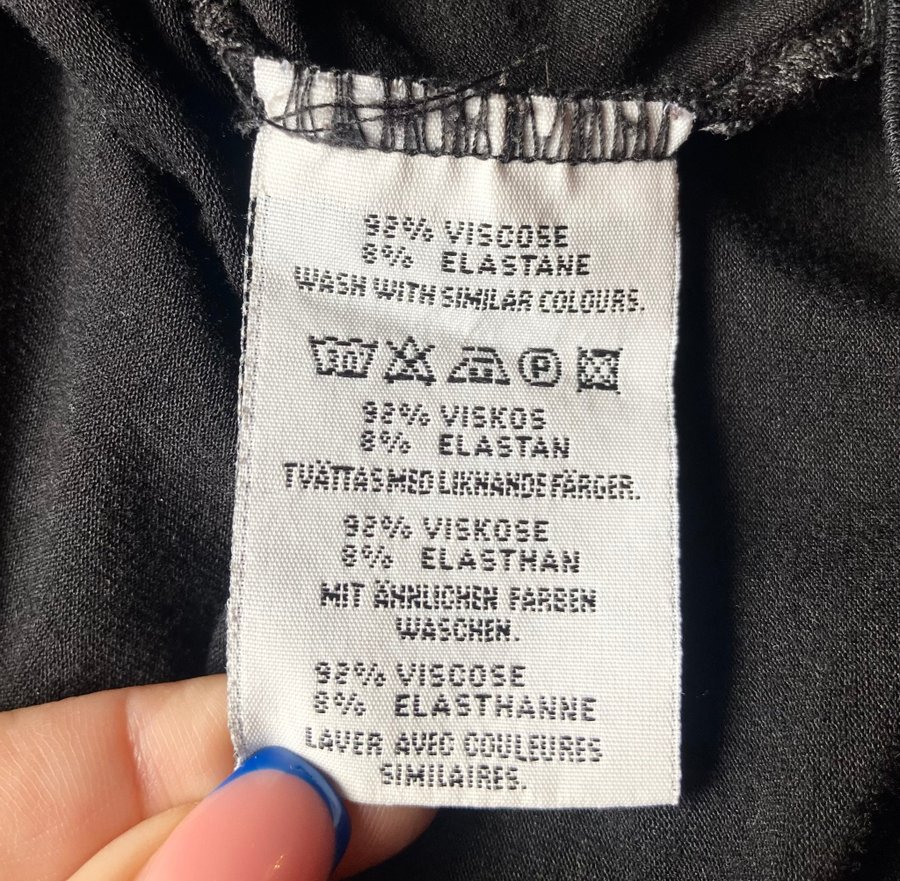 92% VISCOSE
8% ELASTANE
WASH WITH SIMILAR COLOURS.
30 P
92% VISKOS
8% ELASTAN
TVÄTTAS MED LIKNANDE FÄRGER.
92% VISKOSE
8% ELASTHAN
MIT ÄHNLICHEN FARBEN
WASCHEN.
92% VISCOSE
8% ELASTHANNE
LAVER AVEC COULEURES
SIMILAIRES.